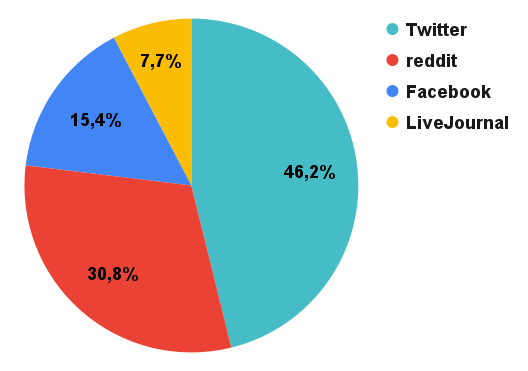 Twitter
reddit
Facebook
LiveJournal
7,7%
15,4%
46,2%
30,8%